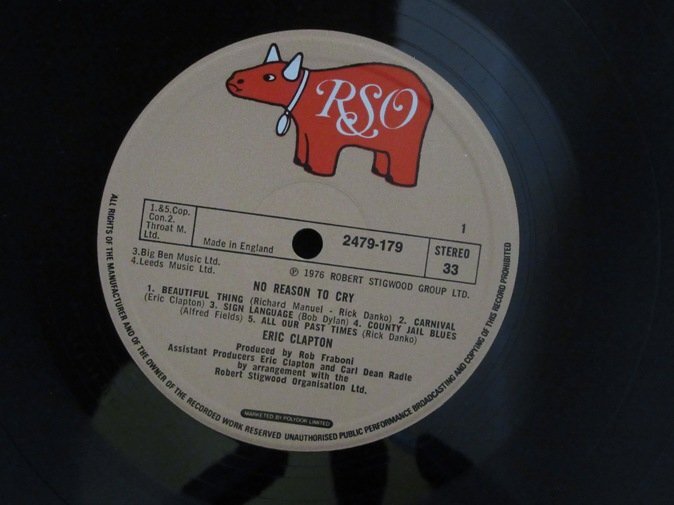 RSO
1
1.&5.Cop.
Con.2.
Throat M.
Ltd.
Made in England
2479-179
STEREO
33
3.Big Ben Music Ltd.
4.Leeds Music Ltd.
℗ 1976 ROBERT STIGWOOD GROUP LTD.
NO REASON TO CRY
1. BEAUTIFUL THING (Richard Manuel - Rick Danko) 2. CARNIVAL
(Eric Clapton) 3. SIGN LANGUAGE (Bob Dylan) 4. COUNTY JAIL BLUES
(Alfred Fields) 5. ALL OUR PAST TIMES (Rick Danko)
ERIC CLAPTON
Produced by Rob Fraboni
Assistant Producers Eric Clapton and Carl Dean Radle
by arrangement with the
Robert Stigwood Organisation Ltd.
MARKETED BY POLYDOR LIMITED
ALL RIGHTS OF THE MANUFACTURER AND OF THE OWNER OF THE RECORDED WORK RESERVED UNAUTHORISED PUBLIC PERFORMANCE BROADCASTING AND COPYING OF THIS RECORD PROHIBITED